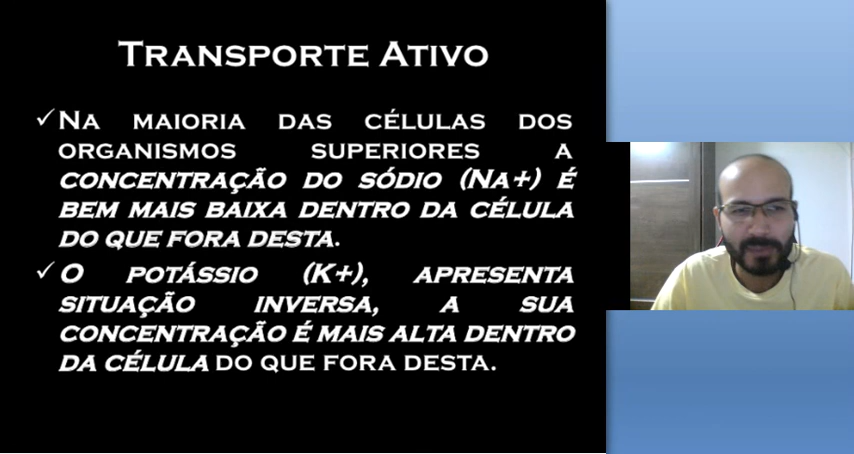 Transporte Ativo
✓Na maioria das células dos
organismos superiores a
concentração do sódio (Na+) é
bem mais baixa dentro da célula
do que fora desta.
✓O potássio (K+), apresenta
situação inversa, a sua
concentração é mais alta dentro
da célula do que fora desta.